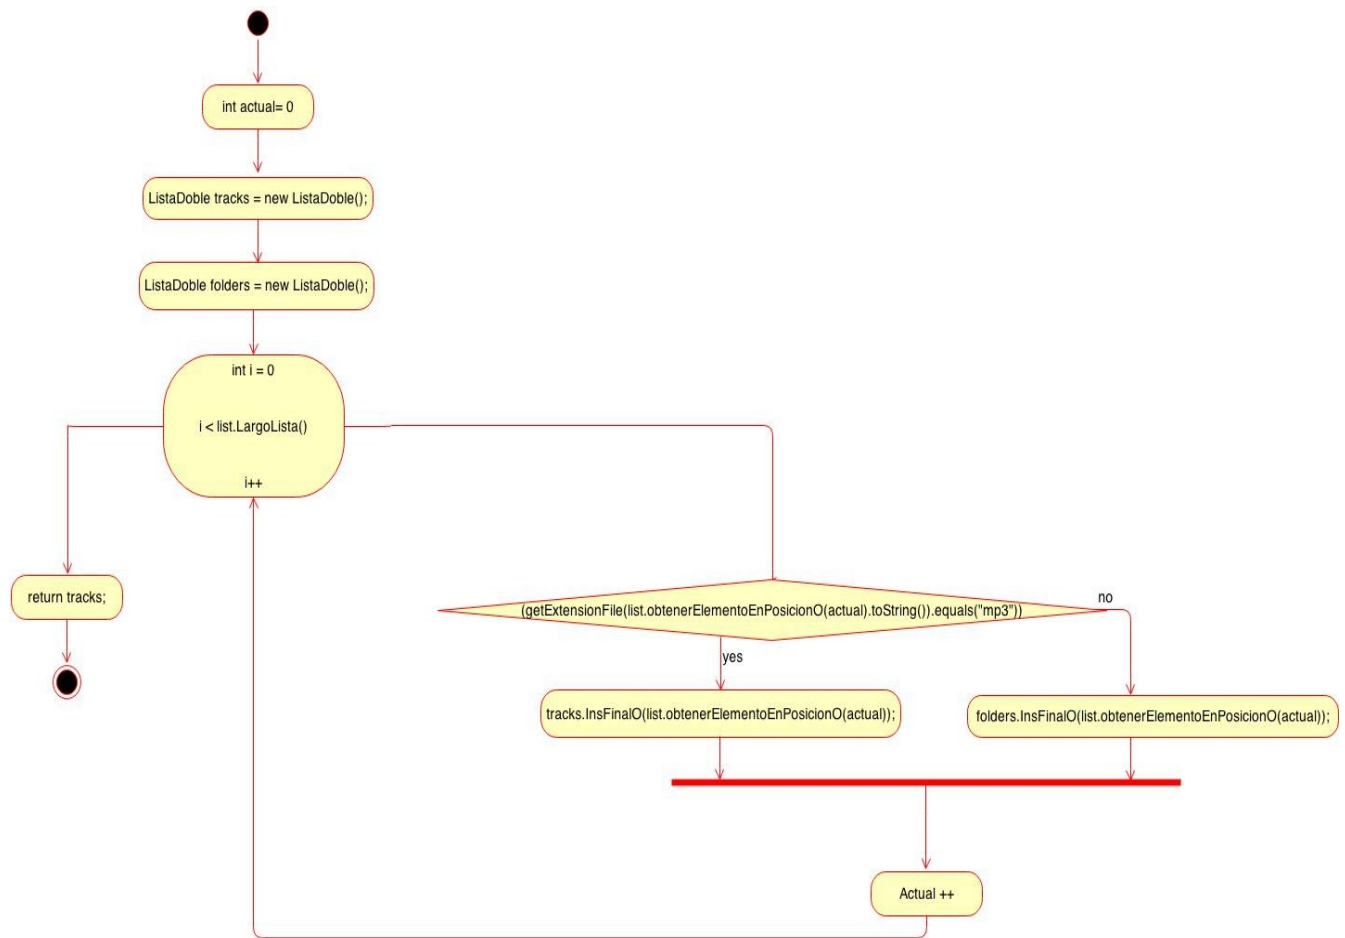 int actual= 0
ListaDoble tracks = new ListaDoble();
ListaDoble folders = new ListaDoble();
int i = 0
i < list.LargoLista()
i++
return tracks;
(getExtensionFile(list.obtenerElementoEnPosicionO(actual).toString()).equals("mp3"))
no
yes
tracks.InsFinalO(list.obtenerElementoEnPosicionO(actual));
folders.InsFinalO(list.obtenerElementoEnPosicionO(actual));
Actual ++